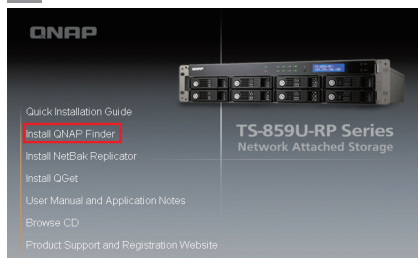 QNAP
Quick Installation Guide
Install QNAP Finder
TS-859U-RP Series
Network Attached Storage
Install NetBak Replicator
Install QGet
User Manual and Application Notes
Browse CD
Product Support and Registration Website